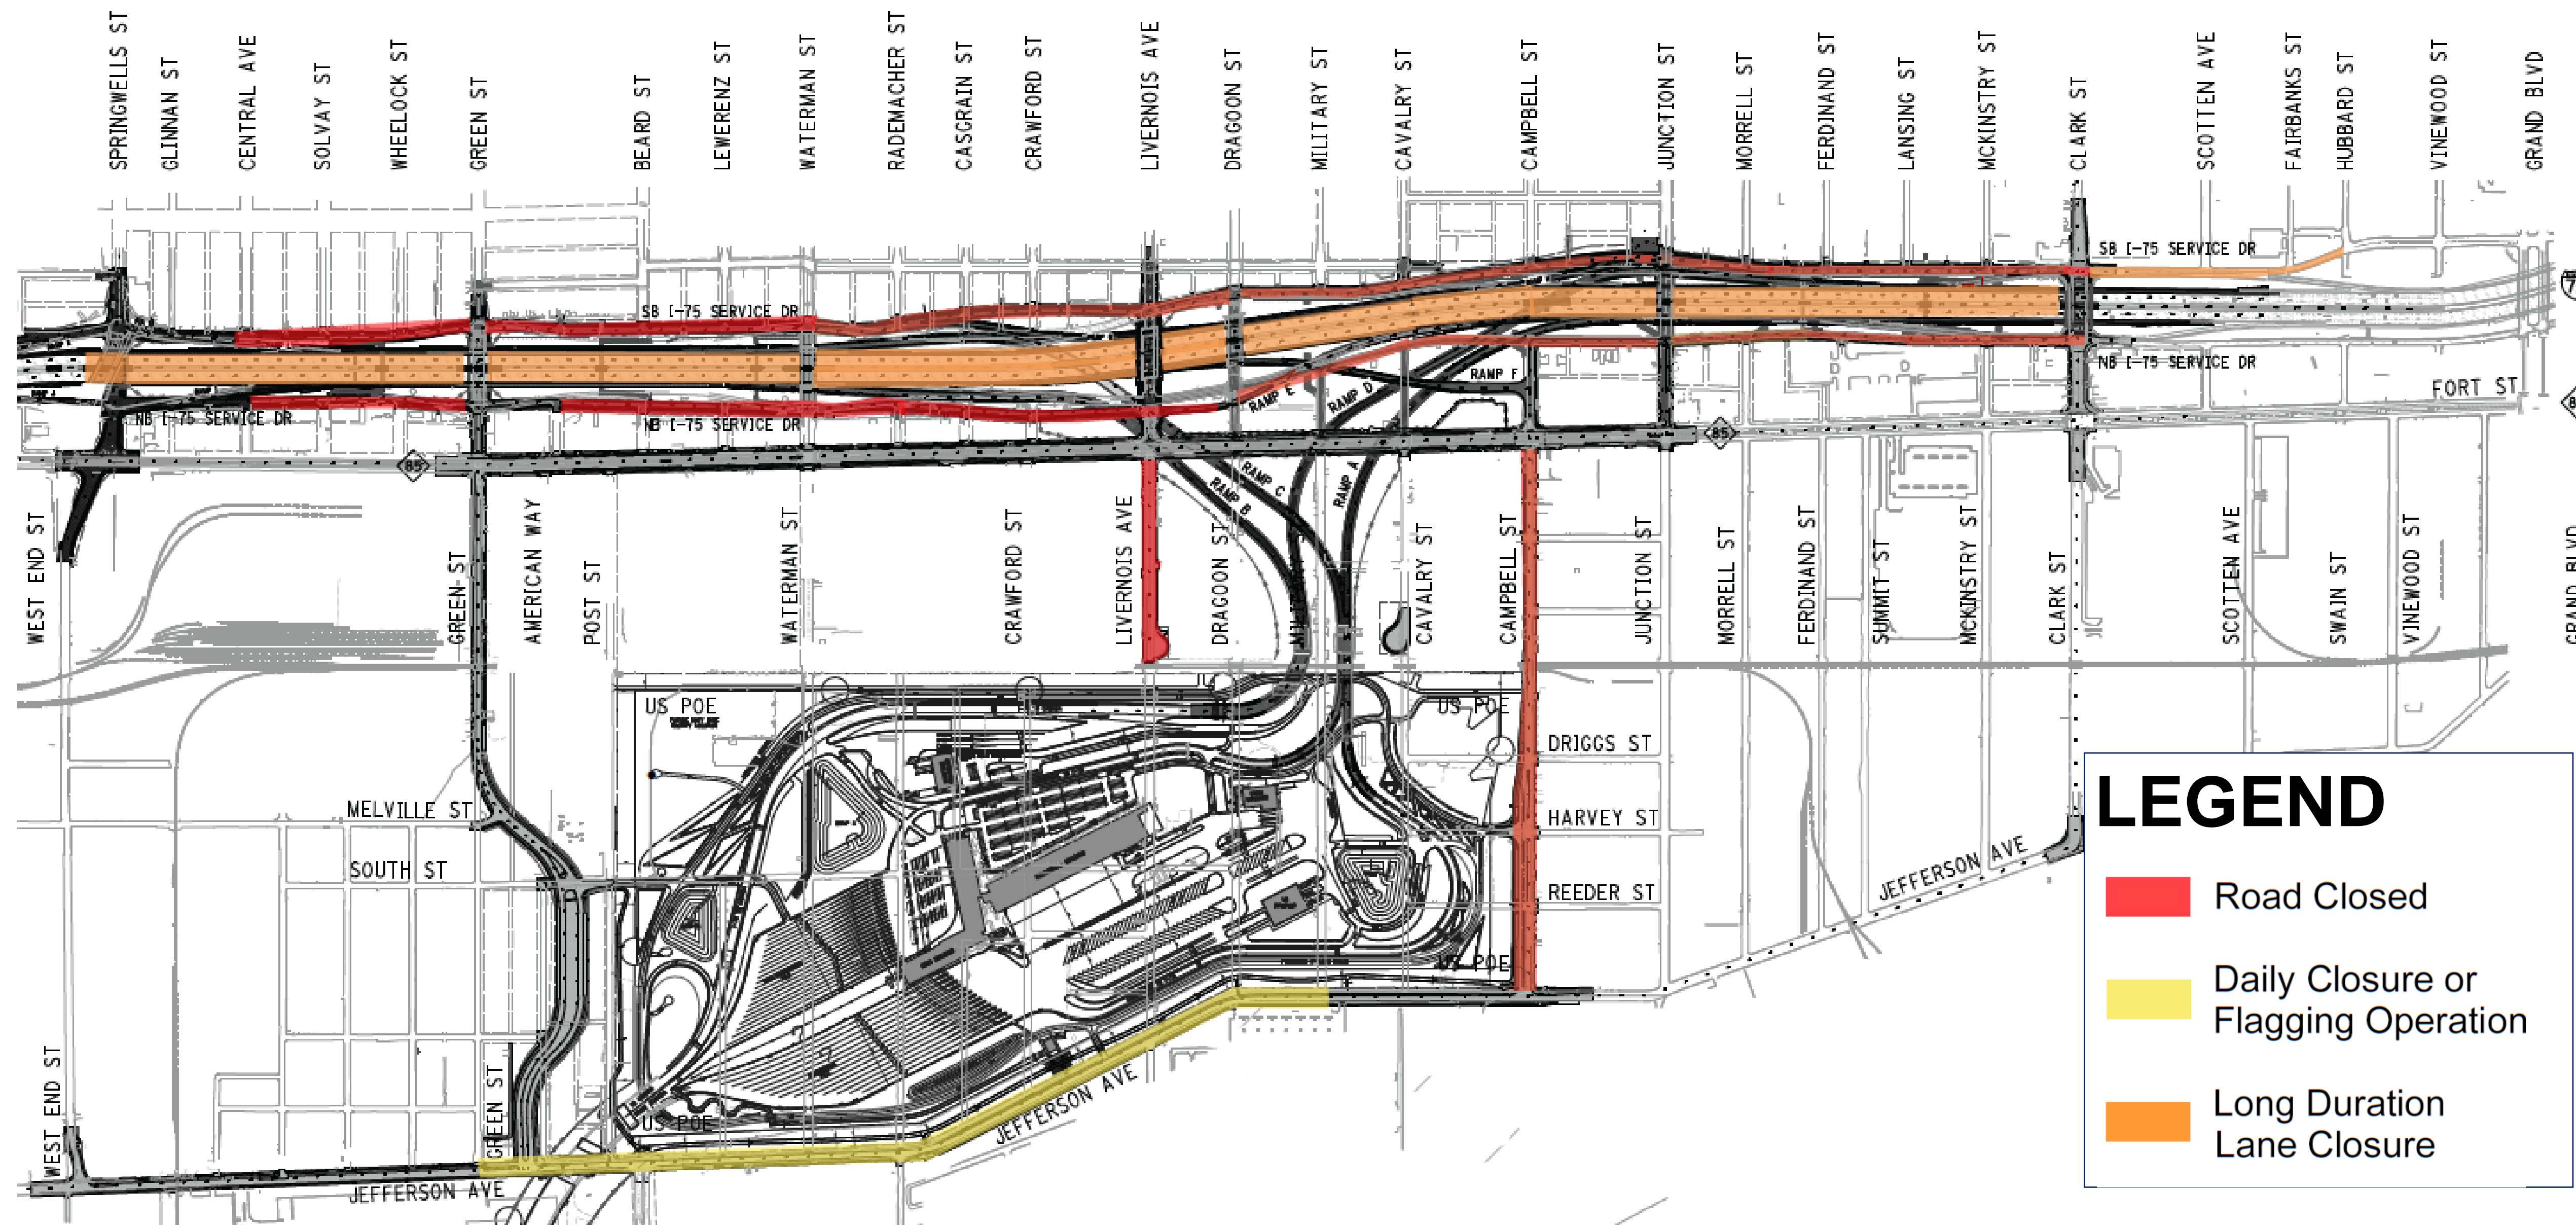 SPRINGWELLS ST
GLINNAN ST
CENTRAL AVE
SOLVAY ST
WHEELOCK ST
GREEN ST
BEARD ST
LEWERENZ ST
WATERMAN ST
RADEMACHER ST
CASGRAIN ST
CRAWFORD ST
LIVERNOIS AVE
DRAGOON ST
MILITARY ST
CAVALRY ST
CAMPBELL ST
JUNCTION ST
MORRELL ST
FERDINAND ST
LANSING ST
MCKINSTRY ST
CLARK ST
SCOTTEN AVE
FAIRBANKS ST
HUBBARD ST
VINEWOOD ST
GRAND BLVD
SB I-75 SERVICE DR
SB I-75 SERVICE DR
NB I-75 SERVICE DR
RAMP F
RAMP D
RAMP E
FORT ST
NB I-75 SERVICE DR
NB I-75 SERVICE DR
85
85
RAMP C
RAMP B
RAMP A
WEST END ST
GREEN ST
AMERICAN WAY
POST ST
WATERMAN ST
CRAWFORD ST
LIVERNOIS AVE
DRAGOON ST
CAVALRY ST
CAMPBELL ST
JUNCTION ST
MORRELL ST
FERDINAND ST
SUMMIT ST
MCKINSTRY ST
CLARK ST
SCOTTEN AVE
SWAIN ST
VINEWOOD ST
GRAND BLVD
US POE
US POE
DRIGGS ST
MELVILLE ST
HARVEY ST
SOUTH ST
REEDER ST
JEFFERSON AVE
US POE
WEST END ST
GREEN ST
US POE
JEFFERSON AVE
JEFFERSON AVE
LEGEND
Road Closed
Daily Closure or
Flagging Operation
Long Duration
Lane Closure